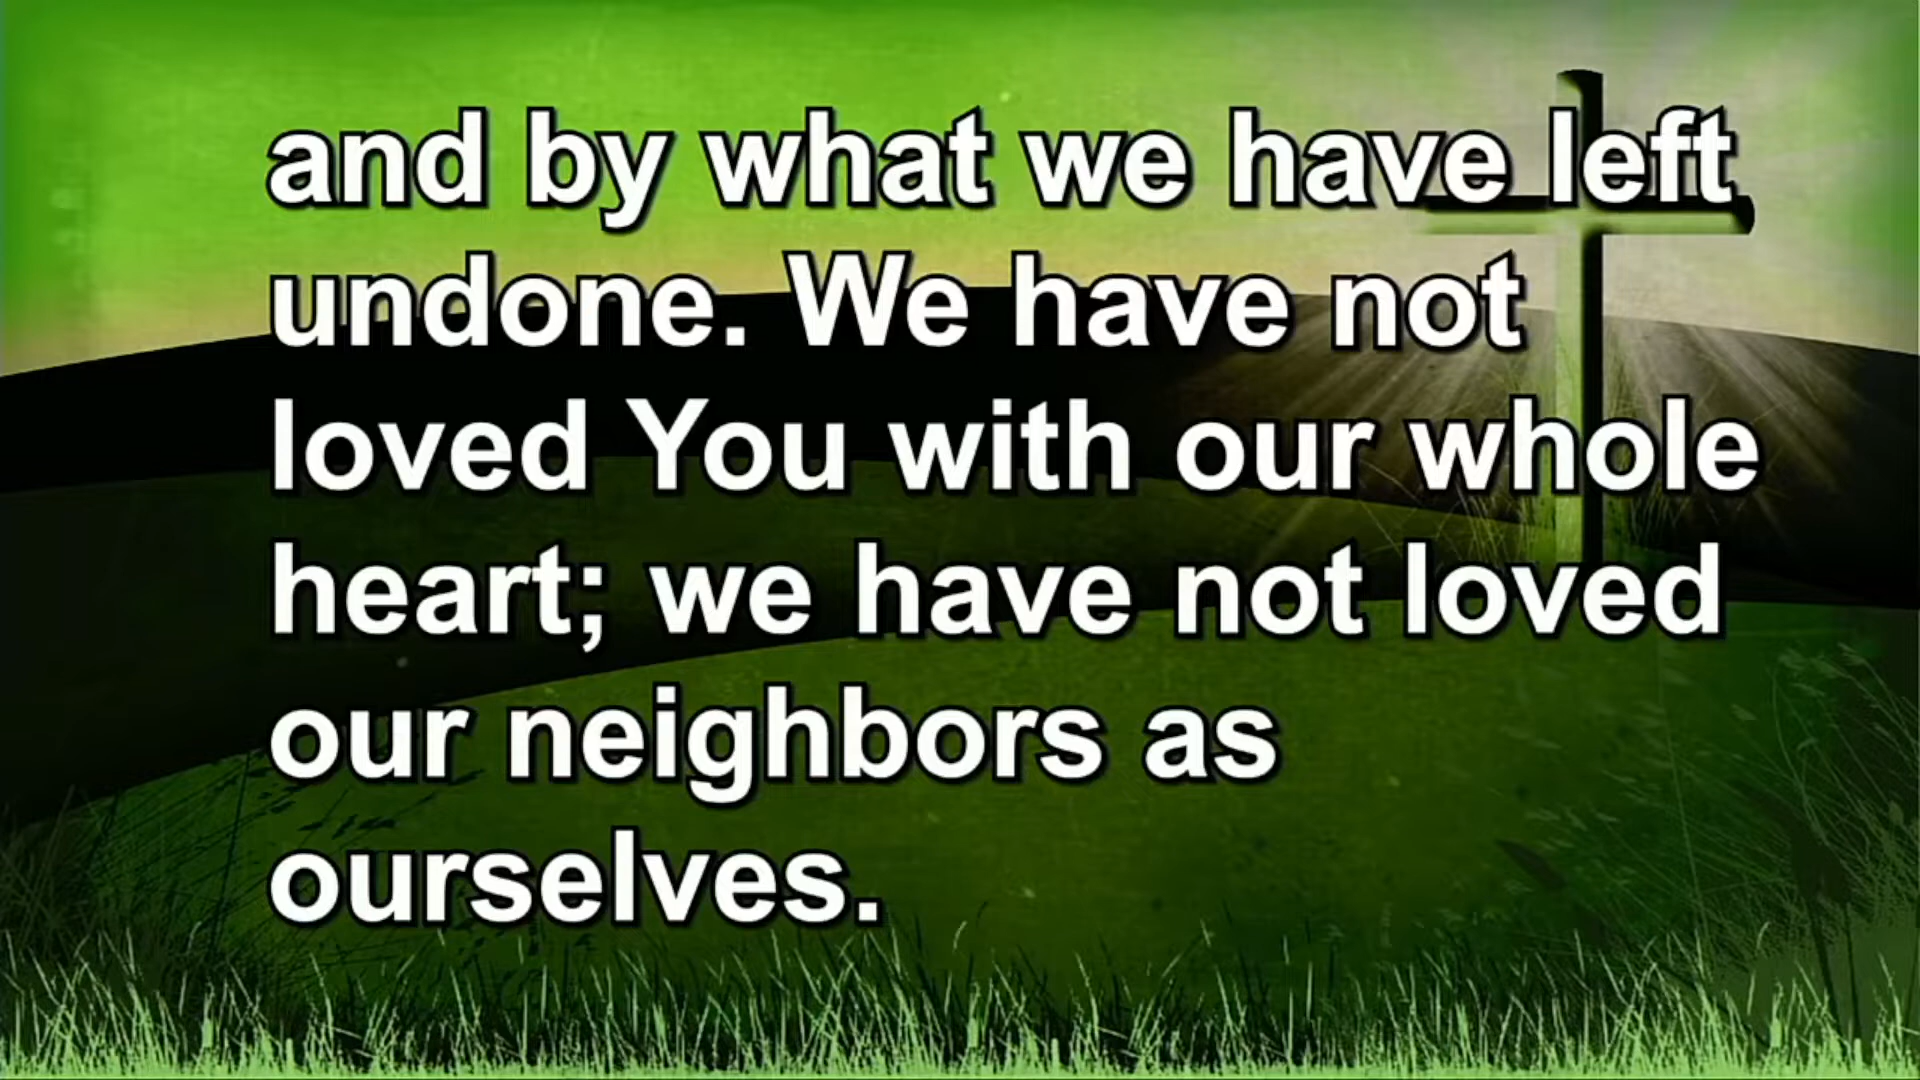 and by what we have left
undone. We have not
loved You with our whole
heart; we have not loved
our neighbors as
ourselves.